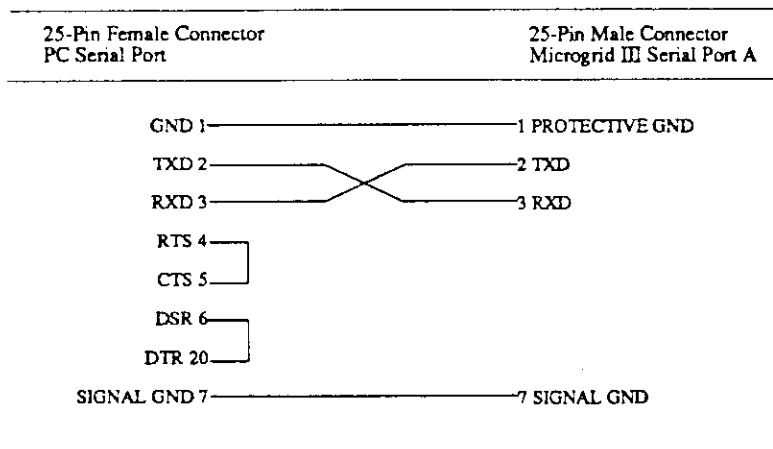 25-Pin Female Connector
PC Serial Port
25-Pin Male Connector
Microgrid III Serial Port A
GND 1
1 PROTECTIVE GND
TXD 2
2 TXD
RXD 3
3 RXD
RTS 4
CTS 5
DSR 6
DTR 20
SIGNAL GND 7
7 SIGNAL GND